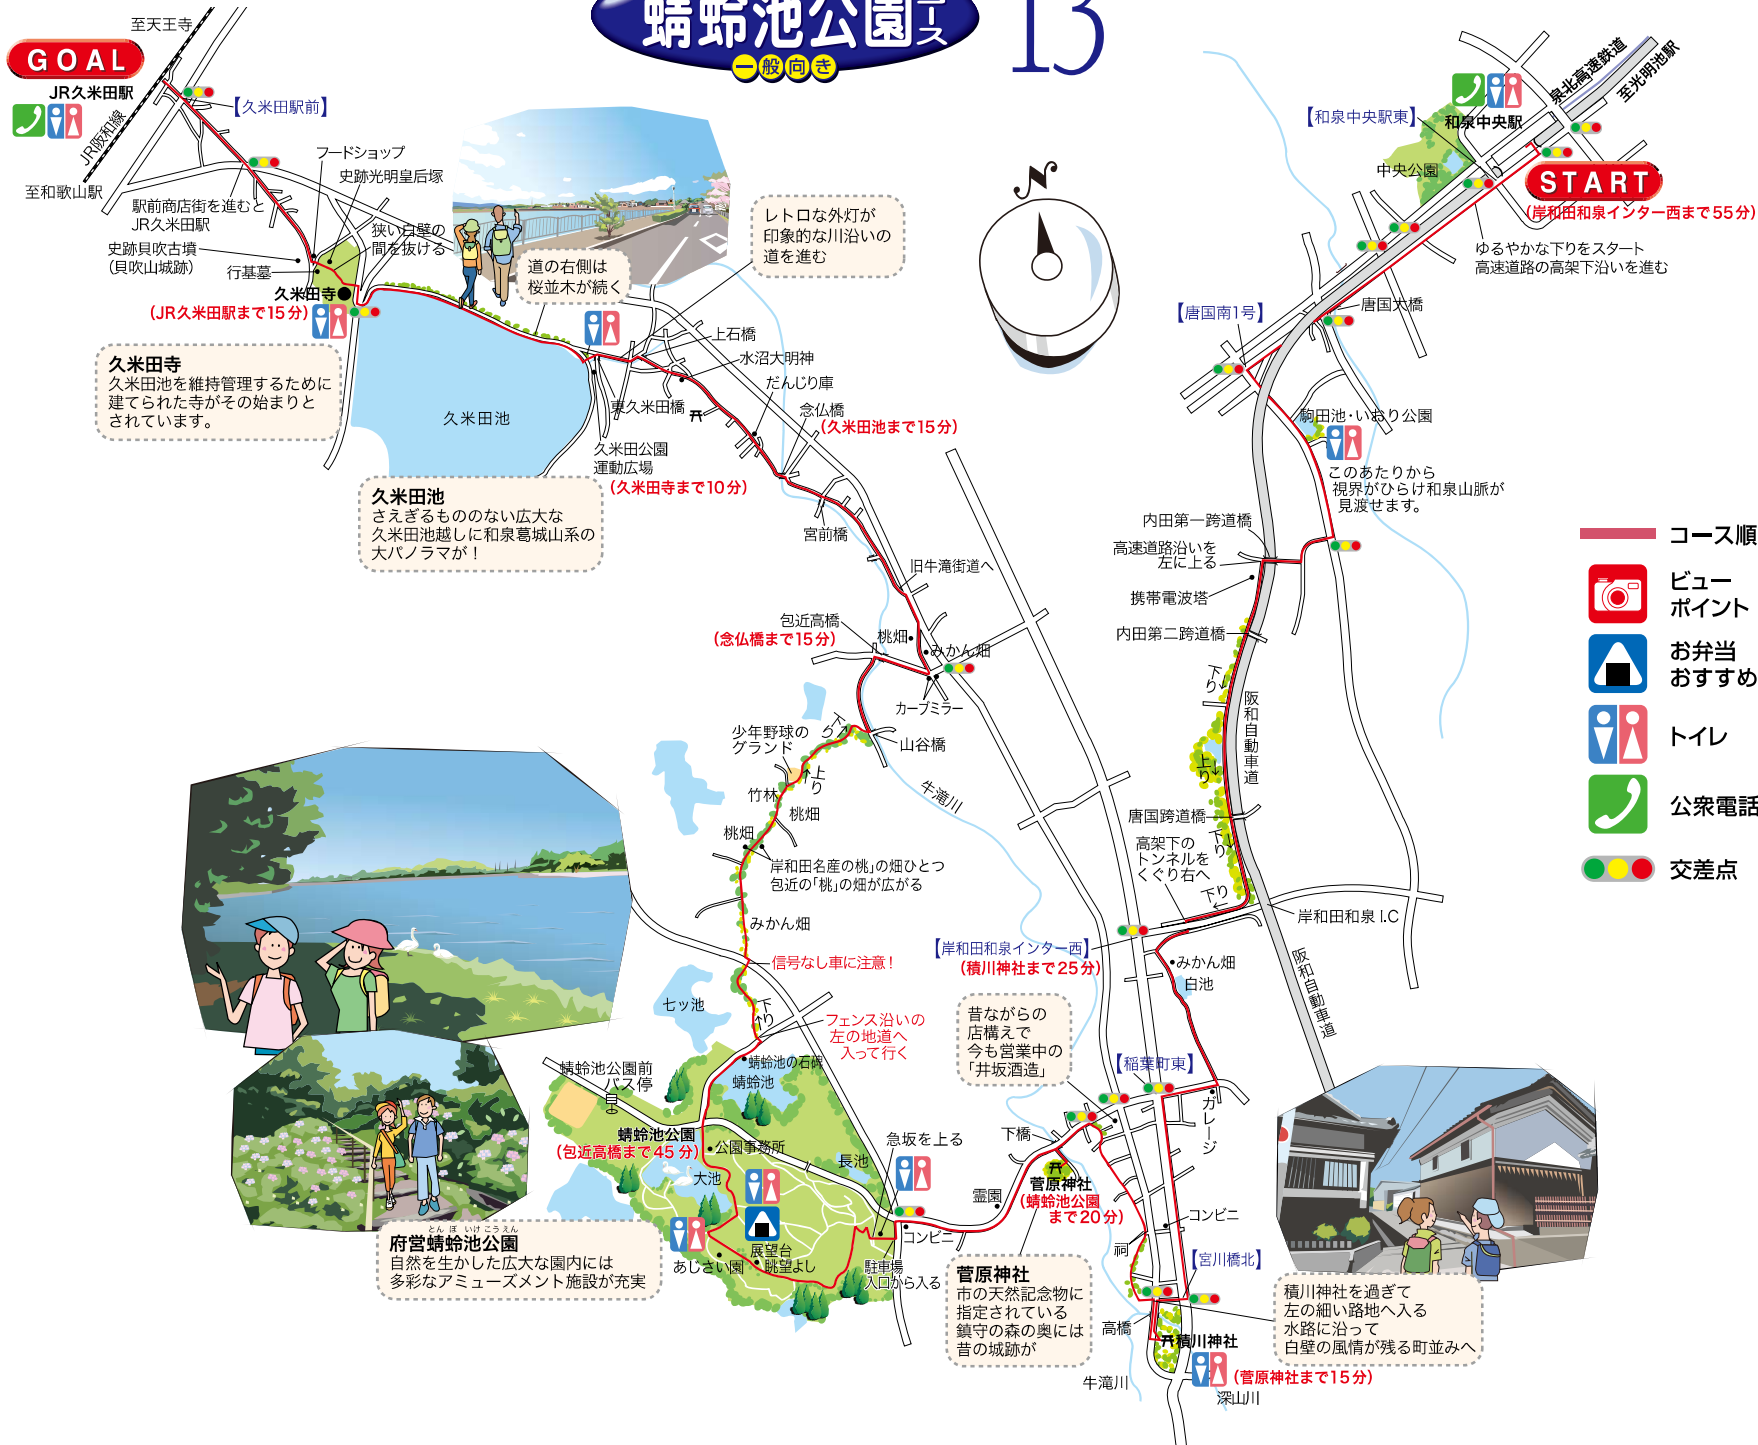 蜻蛉池公園コース
一般向き
13
至天王寺
GOAL
JR久米田駅
JR阪和線
至和歌山駅
【久米田駅前】
フードショップ
史跡光明皇后塚
駅前商店街を進むと
JR久米田駅
史跡貝吹古墳
(貝吹山城跡)
狭い白壁の
間を抜ける
行基墓
久米田寺
(JR久米田駅まで15分)
久米田寺
久米田池を維持管理するために
建てられた寺がその始まりと
されています。
道の右側は
桜並木が続く
レトロな外灯が
印象的な川沿いの
道を進む
上石橋
水沼大明神
だんじり庫
東久米田橋
念仏橋
(久米田池まで15分)
久米田池
久米田公園
運動広場
(久米田寺まで10分)
久米田池
さえぎるもののない広大な
久米田池越しに和泉葛城山系の
大パノラマが！
宮前橋
旧牛滝街道へ
包近高橋
(念仏橋まで15分)
桃畑
みかん畑
カーブミラー
山谷橋
少年野球の
グランド
下り
上り
竹林
桃畑
桃畑
牛滝川
岸和田名産の桃」の畑ひとつ
包近の「桃」の畑が広がる
みかん畑
信号なし車に注意！
七ッ池
下り
フェンス沿いの
左の地道へ
入って行く
蜻蛉池公園前
バス停
蜻蛉池の石碑
蜻蛉池
蜻蛉池公園
(包近高橋まで45分)
公園事務所
大池
長池
急坂を上る
展望台
眺望よし
あじさい園
駐車場
入口から入る
コンビニ
霊園
とんぼいけこうえん
府営蜻蛉池公園
自然を生かした広大な園内には
多彩なアミューズメント施設が充実
泉北高速鉄道
至光明池駅
【和泉中央駅東】
和泉中央駅
中央公園
START
(岸和田和泉インター西まで55分)
ゆるやかな下りをスタート
高速道路の高架下沿いを進む
【唐国南1号】
唐国大橋
駒田池・いおり公園
このあたりから
視界がひらけ和泉山脈が
見渡せます。
内田第一跨道橋
高速道路沿いを
左に上る
携帯電波塔
内田第二跨道橋
下り
阪和自動車道
上り
唐国跨道橋
下り
高架下の
トンネルを
くぐり右へ
下り
岸和田和泉I.C
阪和自動車道
【岸和田和泉インター西】
(積川神社まで25分)
みかん畑
白池
昔ながらの
店構えで
今も営業中の
「井坂酒造」
【稲葉町東】
ガレージ
下橋
菅原神社
(蜻蛉池公園
まで20分)
コンビニ
祠
【宮川橋北】
菅原神社
市の天然記念物に
指定されている
鎮守の森の奥には
昔の城跡が
高橋
積川神社
(菅原神社まで15分)
牛滝川
深山川
積川神社を過ぎて
左の細い路地へ入る
水路に沿って
白壁の風情が残る町並みへ
コース順
ビュー
ポイント
お弁当
おすすめ
トイレ
公衆電話
交差点
N